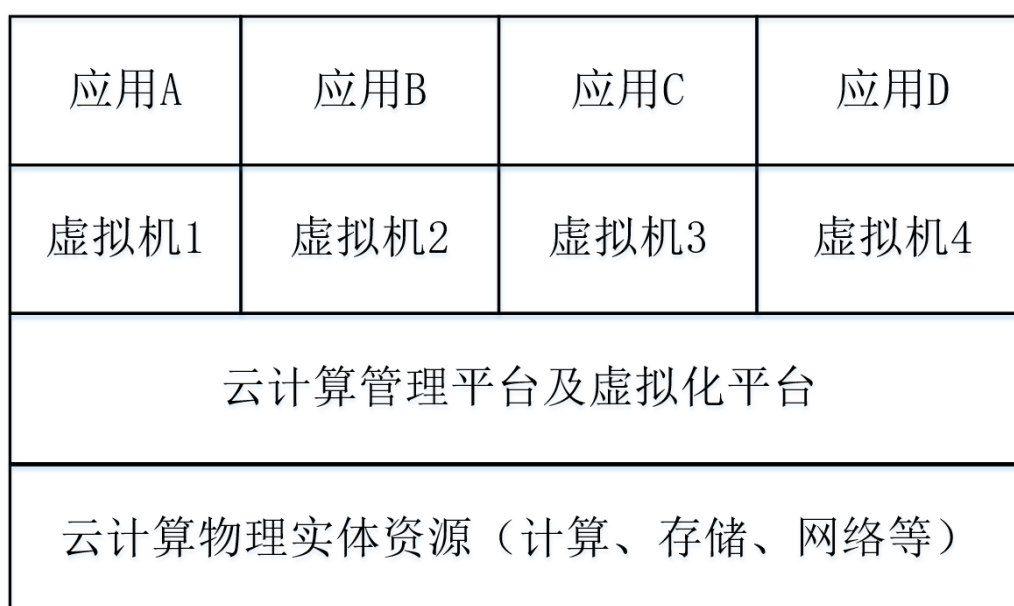 应用A 应用B 应用C 应用D
虚拟机1 虚拟机2 虚拟机3 虚拟机4
云计算管理平台及虚拟化平台
云计算物理实体资源（计算、存储、网络等）